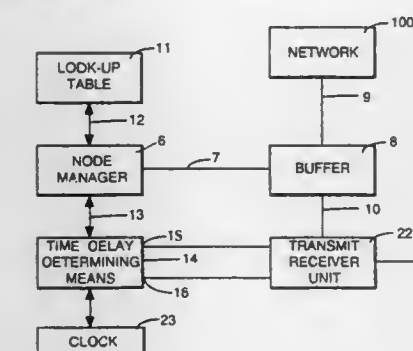 11
LOOK-UP
TABLE
12
6
NODE
MANAGER
7
100
NETWORK
9
8
BUFFER
10
13
TIME DELAY
DETERMINING
MEANS
15
14
16
22
TRANSMIT
RECEIVER
UNIT
23
CLOCK